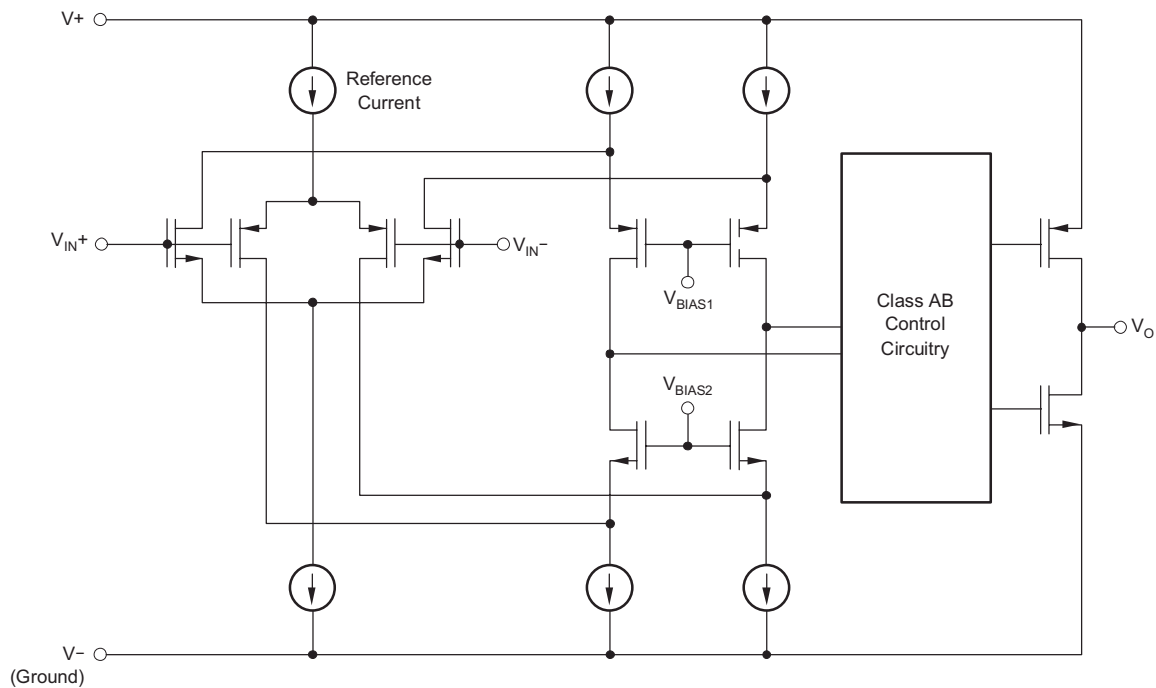 V+
Reference
Current
VIN+
VIN−
VBIAS1
Class AB
Control
Circuitry
VO
VBIAS2
V−
(Ground)